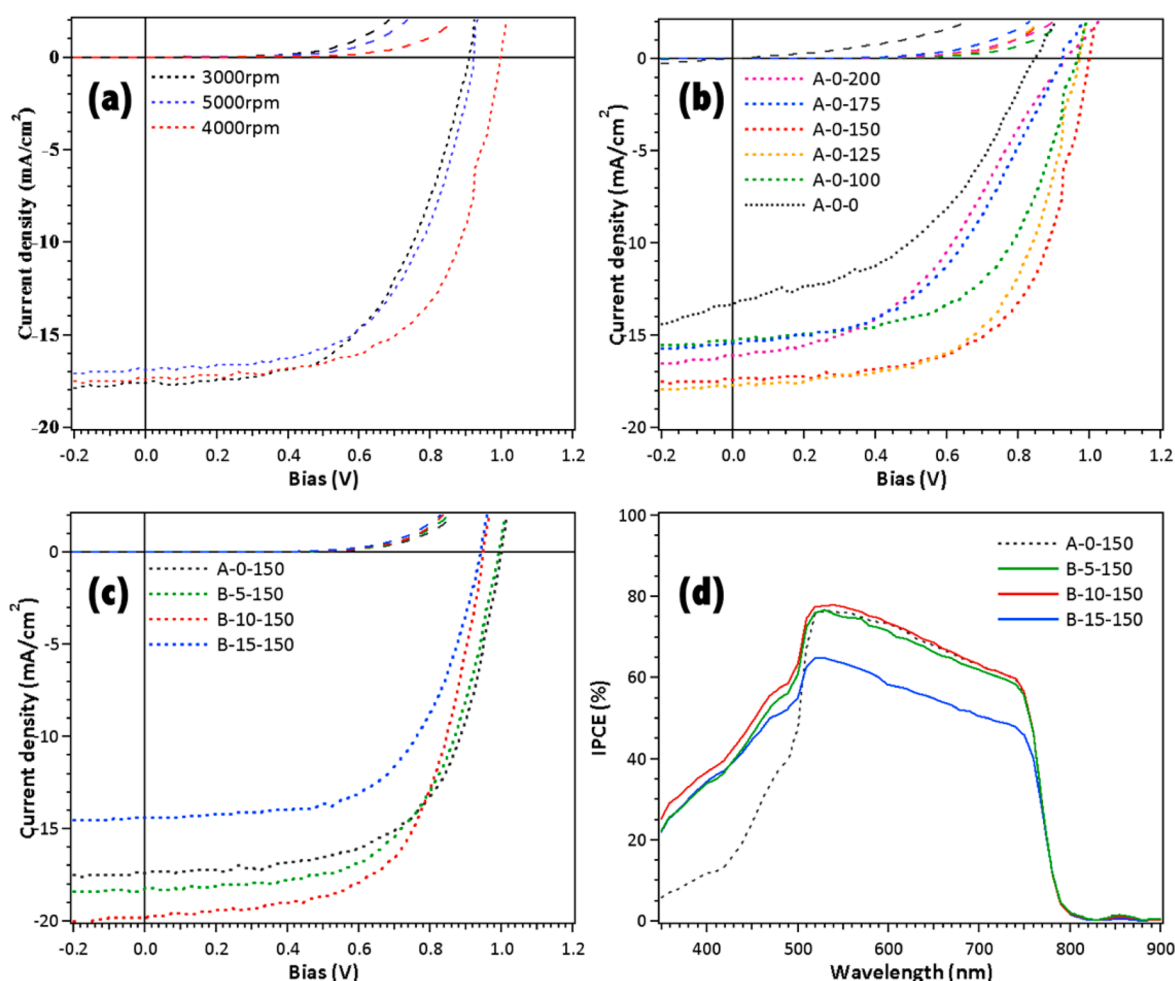 (a)
3000rpm
5000rpm
4000rpm
0
-5
-10
-15
-20
Current density (mA/cm2)
-0.2 0.0 0.2 0.4 0.6 0.8 1.0 1.2
Bias (V)
(b)
A-0-200
A-0-175
A-0-150
A-0-125
A-0-100
A-0-0
0
-5
-10
-15
-20
Current density (mA/cm2)
-0.2 0.0 0.2 0.4 0.6 0.8 1.0 1.2
Bias (V)
(c)
A-0-150
B-5-150
B-10-150
B-15-150
0
-5
-10
-15
-20
Current density (mA/cm2)
-0.2 0.0 0.2 0.4 0.6 0.8 1.0 1.2
Bias (V)
(d)
A-0-150
B-5-150
B-10-150
B-15-150
100
80
60
40
20
0
IPCE (%)
400 500 600 700 800 900
Wavelength (nm)